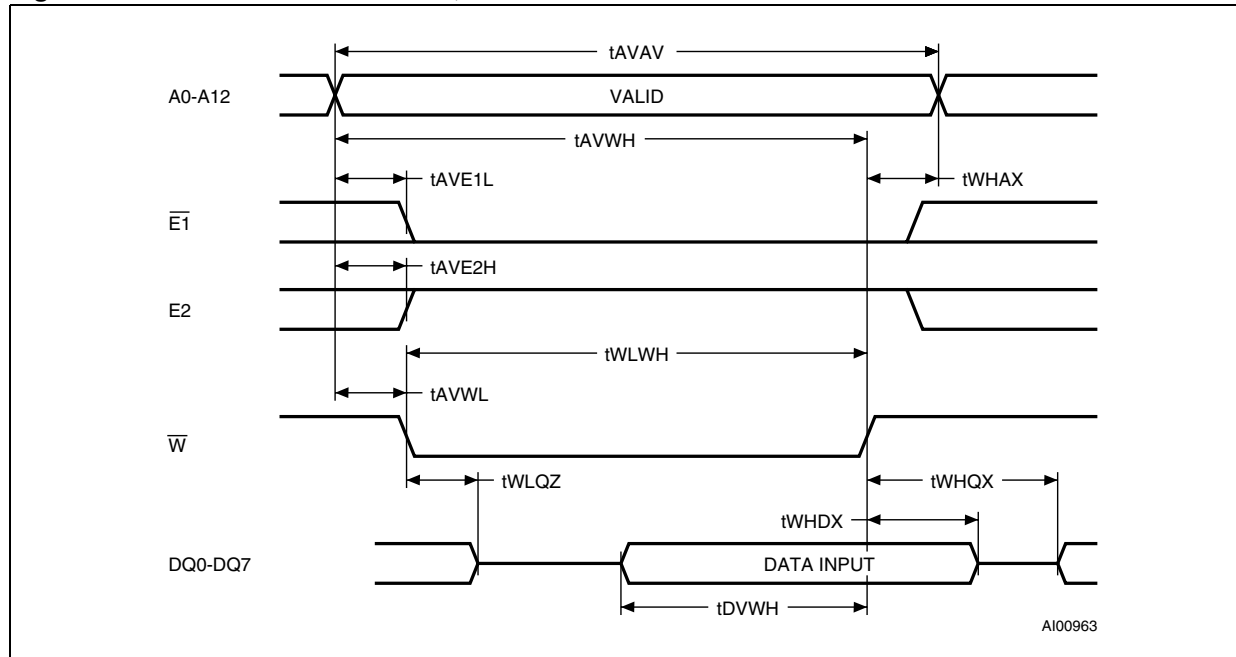 tAVAV
A0-A12 VALID
tAVWH
tAVE1L tWHAX
E1
tAVE2H
E2
tWLWH
tAVWL
W
tWLQZ tWHQX
tWHDX
DQ0-DQ7 DATA INPUT
tDVWH
AI00963